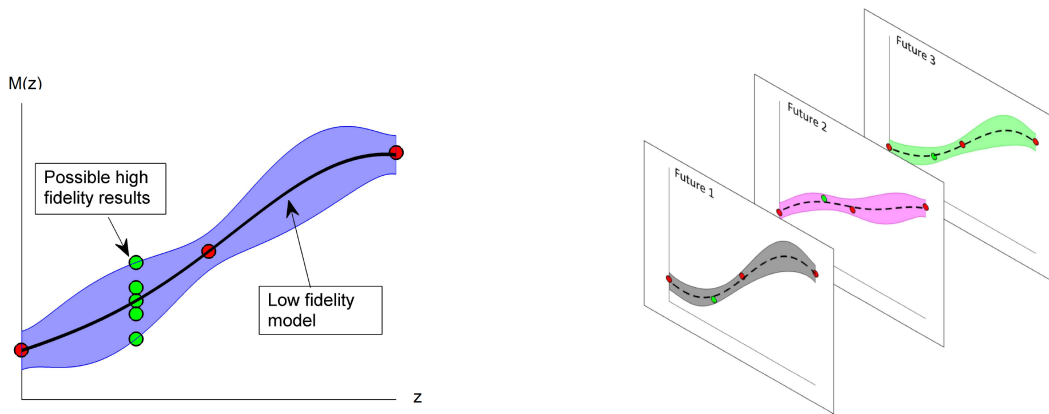 M(z)
Possible high
fidelity results
Low fidelity
model
z
Future 1
Future 2
Future 3